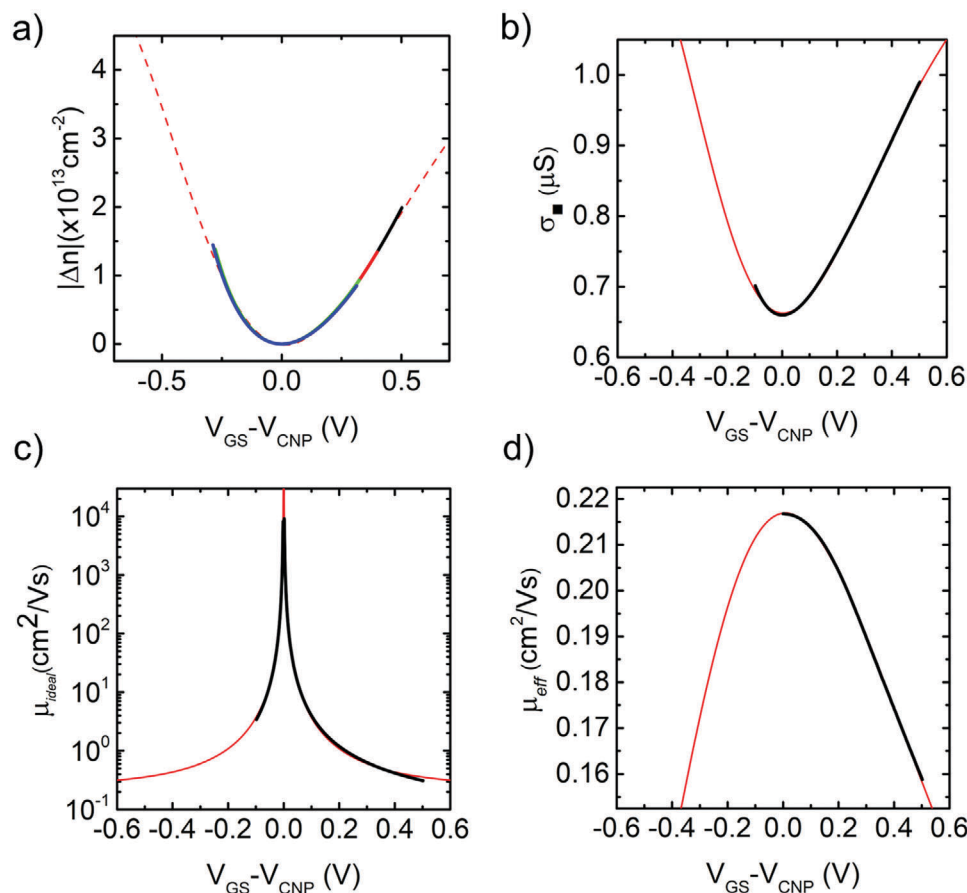 a)
|Δn|(x10¹³cm⁻²)
4
3
2
1
0
-0.5 0.0 0.5
V_GS-V_CNP (V)
b)
σ■ (μS)
1.0
0.9
0.8
0.7
0.6
-0.6 -0.4 -0.2 0.0 0.2 0.4 0.6
V_GS-V_CNP (V)
c)
μ_ideal(cm²/Vs)
10⁴
10³
10²
10¹
10⁰
10⁻¹
-0.6 -0.4 -0.2 0.0 0.2 0.4 0.6
V_GS-V_CNP (V)
d)
μ_eff (cm²/Vs)
0.22
0.21
0.20
0.19
0.18
0.17
0.16
-0.6 -0.4 -0.2 0.0 0.2 0.4 0.6
V_GS-V_CNP (V)